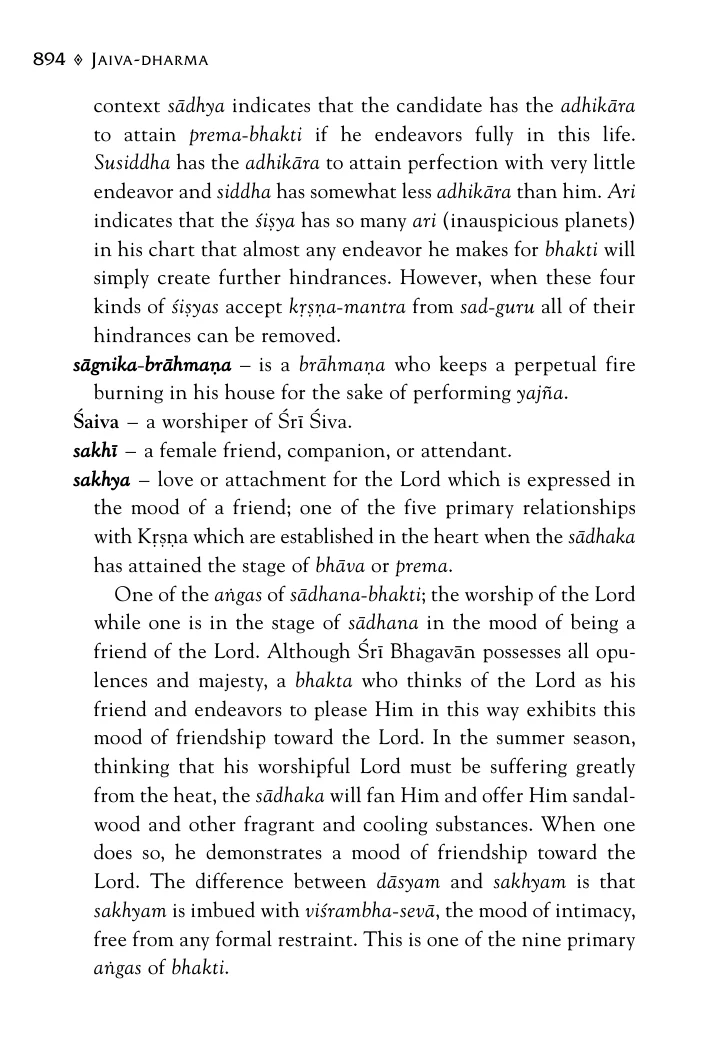 894 ⟡ JAIVA-DHARMA
context sādhya indicates that the candidate has the adhikāra
to attain prema-bhakti if he endeavors fully in this life.
Susiddha has the adhikāra to attain perfection with very little
endeavor and siddha has somewhat less adhikāra than him. Ari
indicates that the śiṣya has so many ari (inauspicious planets)
in his chart that almost any endeavor he makes for bhakti will
simply create further hindrances. However, when these four
kinds of śiṣyas accept kṛṣṇa-mantra from sad-guru all of their
hindrances can be removed.
sāgnika-brāhmaṇa – is a brāhmaṇa who keeps a perpetual fire
burning in his house for the sake of performing yajña.
Śaiva – a worshiper of Śrī Śiva.
sakhī – a female friend, companion, or attendant.
sakhya – love or attachment for the Lord which is expressed in
the mood of a friend; one of the five primary relationships
with Kṛṣṇa which are established in the heart when the sādhaka
has attained the stage of bhāva or prema.
One of the aṅgas of sādhana-bhakti; the worship of the Lord
while one is in the stage of sādhana in the mood of being a
friend of the Lord. Although Śrī Bhagavān possesses all opu-
lences and majesty, a bhakta who thinks of the Lord as his
friend and endeavors to please Him in this way exhibits this
mood of friendship toward the Lord. In the summer season,
thinking that his worshipful Lord must be suffering greatly
from the heat, the sādhaka will fan Him and offer Him sandal-
wood and other fragrant and cooling substances. When one
does so, he demonstrates a mood of friendship toward the
Lord. The difference between dāsyam and sakhyam is that
sakhyam is imbued with viśrambha-sevā, the mood of intimacy,
free from any formal restraint. This is one of the nine primary
aṅgas of bhakti.